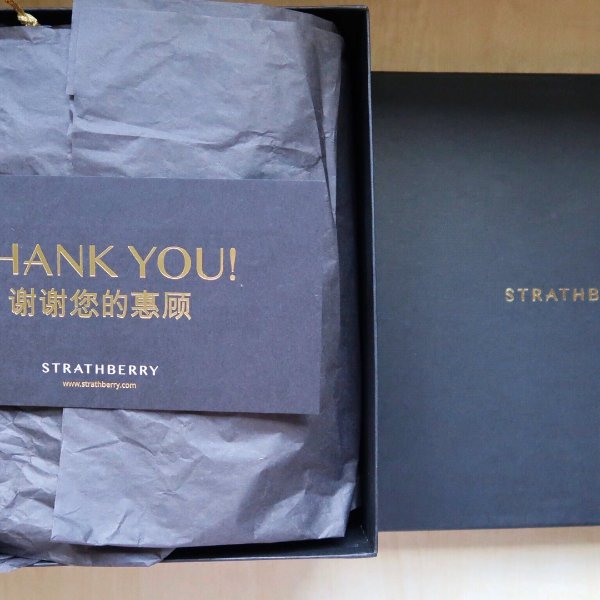 HANK YOU!
谢谢您的惠顾
STRATHBERRY
www.strathberry.com
STRATHB